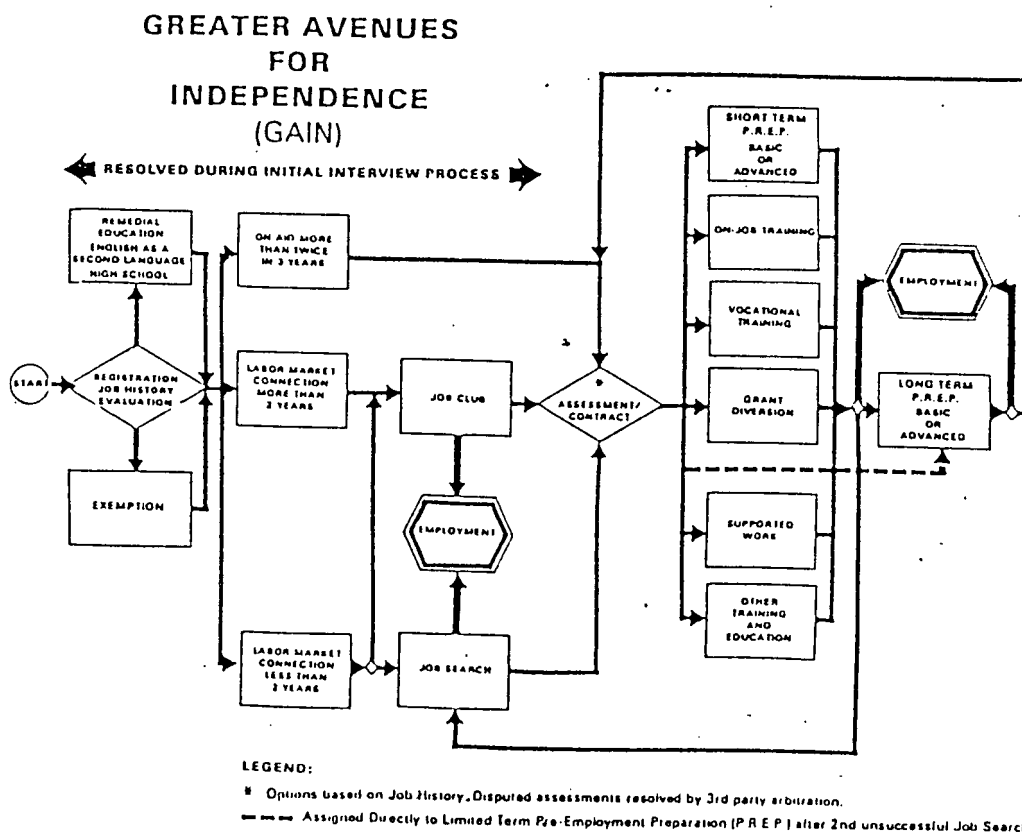 GREATER AVENUES
FOR
INDEPENDENCE
(GAIN)
RESOLVED DURING INITIAL INTERVIEW PROCESS
REMEDIAL
EDUCATION
ENGLISH AS A
SECOND LANGUAGE
HIGH SCHOOL
ON AID MORE
THAN TWICE
IN 3 YEARS
START
REGISTRATION
JOB HISTORY
EVALUATION
LABOR MARKET
CONNECTION
MORE THAN
2 YEARS
JOB CLUB
*
ASSESSMENT/
CONTRACT
EXEMPTION
EMPLOYMENT
LABOR MARKET
CONNECTION
LESS THAN
2 YEARS
JOB SEARCH
SHORT TERM
P.R.E.P.
BASIC
OR
ADVANCED
ON-JOB TRAINING
VOCATIONAL
TRAINING
GRANT
DIVERSION
SUPPORTED
WORK
OTHER
TRAINING
AND
EDUCATION
EMPLOYMENT
LONG TERM
P.R.E.P.
BASIC
OR
ADVANCED
LEGEND:
* Options based on Job History. Disputed assessments resolved by 3rd party arbitration.
Assigned Directly to Limited Term Pre-Employment Preparation (P R E P) after 2nd unsuccessful Job Searc